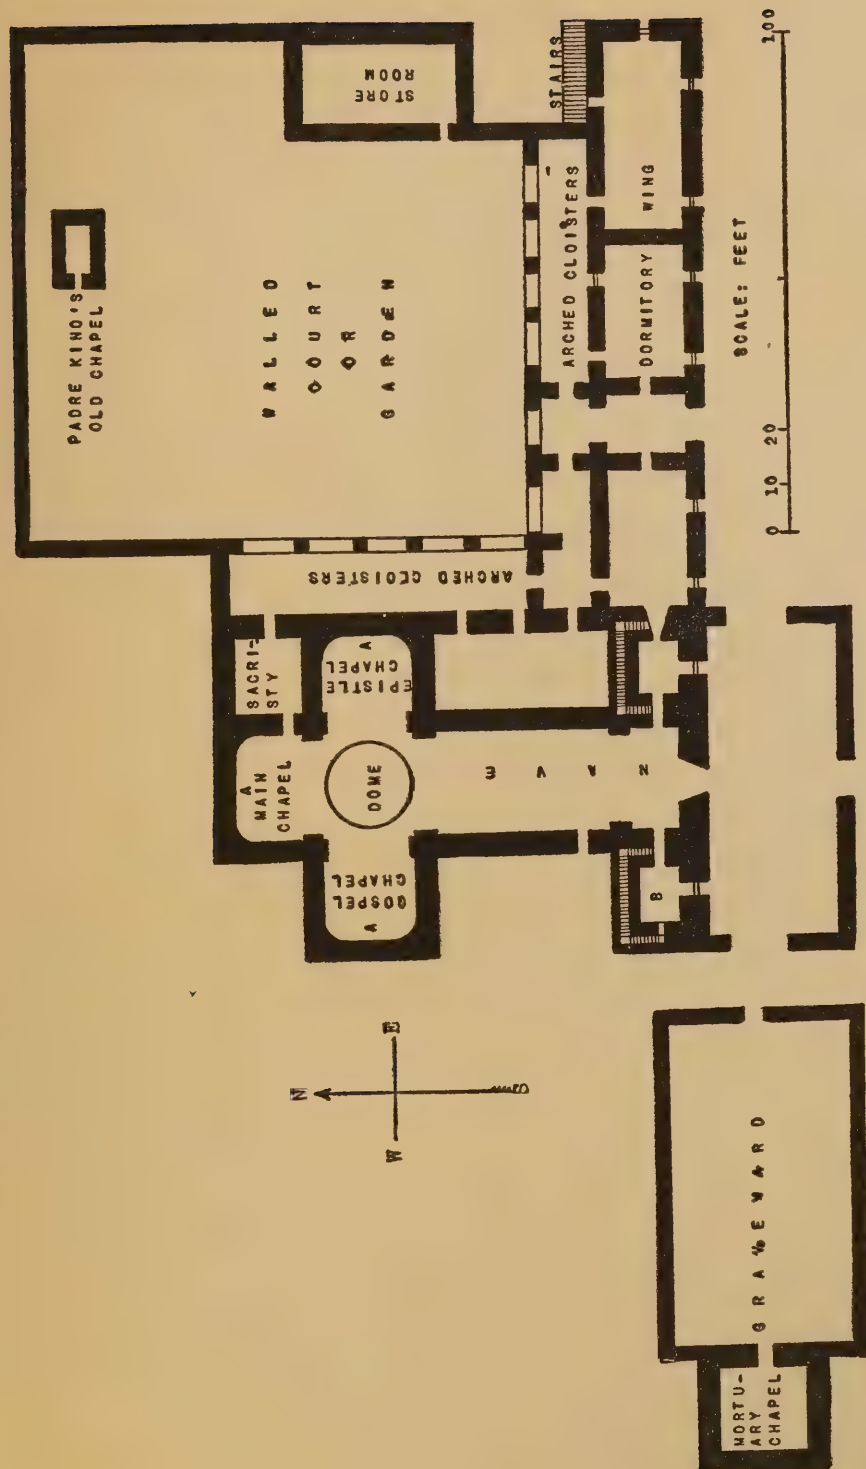 PADRE KINO'S
OLD CHAPEL
STORE
ROOM
WALLED
COURT
OR
GARDEN
STAIRS
ARCHED CLOISTERS
ARCHED CLOISTERS
DORMITORY WING
SACRI-
STY
A
MAIN
CHAPEL
EPISTLE
CHAPEL
A
DOME
GOSPEL
CHAPEL
A
NAVE
B
SCALE: FEET
0 10 20 100
N
W E
S
GRAVEWARD
MORTU-
ARY
CHAPEL